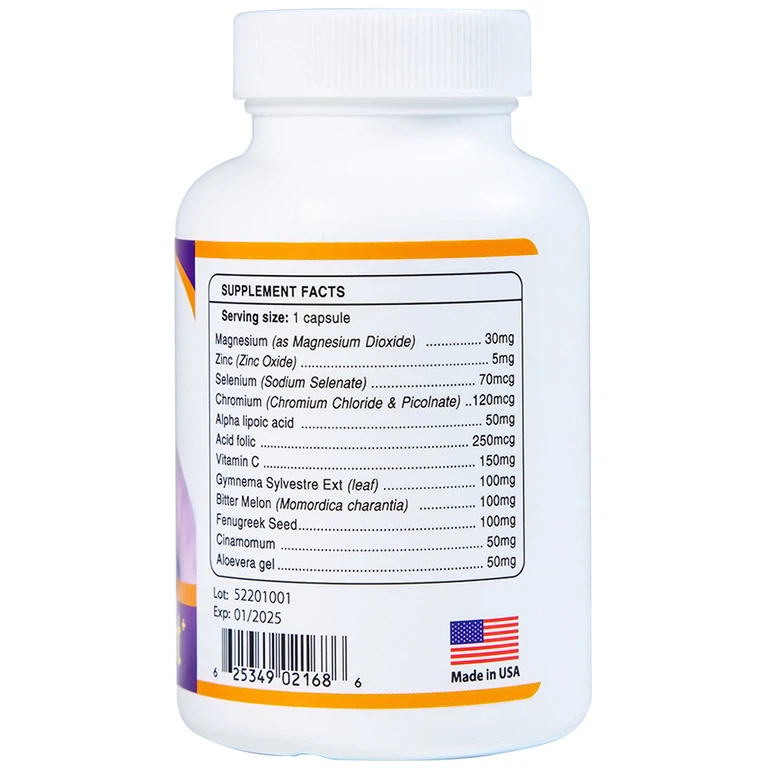 SUPPLEMENT FACTS
Serving size: 1 capsule
Magnesium (as Magnesium Dioxide) .............. 30mg
Zinc (Zinc Oxide) ................................................ 5mg
Selenium (Sodium Selenate) ........................... 70mcg
Chromium (Chromium Chloride & Picolnate) ..120mcg
Alpha lipoic acid ............................................. 50mg
Acid folic ...................................................... 250mcg
Vitamin C ........................................................ 150mg
Gymnema Sylvestre Ext (leaf) ........................ 100mg
Bitter Melon (Momordica charantia) .............. 100mg
Fenugreek Seed.............................................. 100mg
Cinamomum .................................................... 50mg
Aloevera gel .................................................... 50mg
Lot: 52201001
Exp: 01/2025
6 25349 02168 6
Made in USA